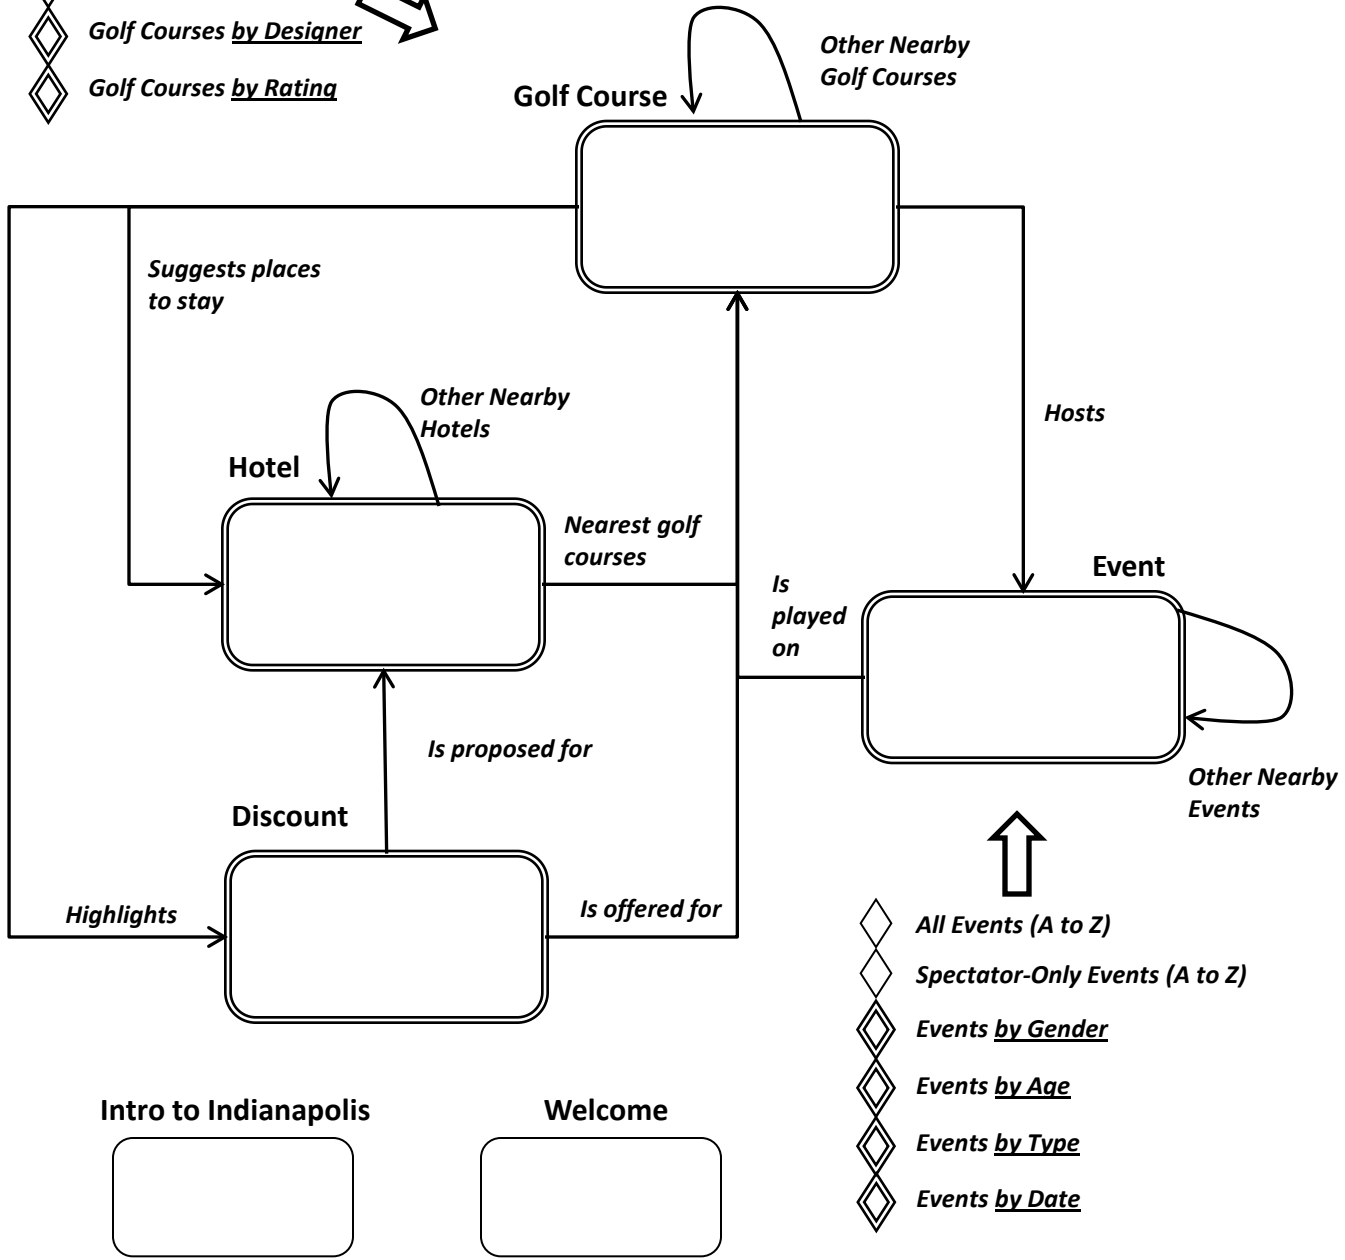 Golf Courses by Designer
Golf Courses by Rating
Other Nearby
Golf Courses
Golf Course
Suggests places
to stay
Other Nearby
Hotels
Hosts
Hotel
Nearest golf
courses
Is
played
on
Event
Is proposed for
Other Nearby
Events
Discount
Highlights
Is offered for
All Events (A to Z)
Spectator-Only Events (A to Z)
Events by Gender
Events by Age
Events by Type
Events by Date
Intro to Indianapolis
Welcome